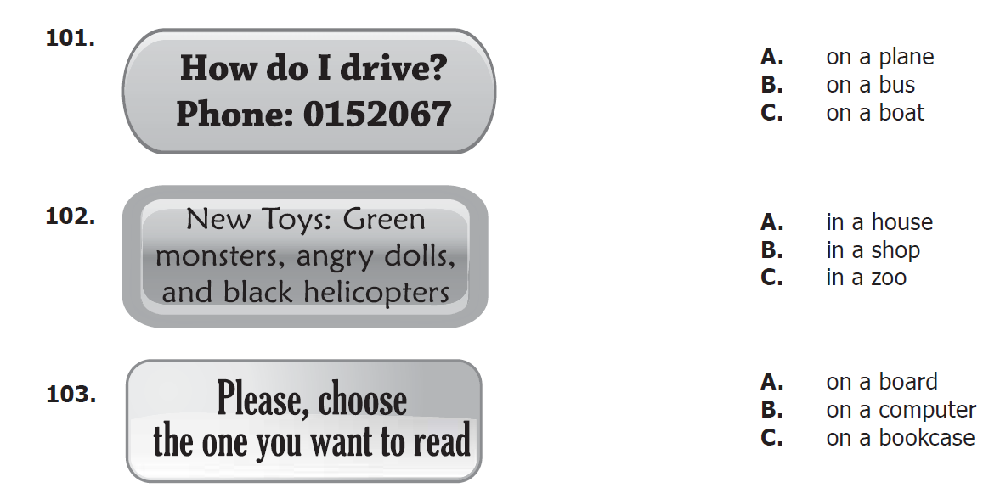 101.
How do I drive?
Phone: 0152067
A. on a plane
B. on a bus
C. on a boat
102.
New Toys: Green
monsters, angry dolls,
and black helicopters
A. in a house
B. in a shop
C. in a zoo
103.
Please, choose
the one you want to read
A. on a board
B. on a computer
C. on a bookcase